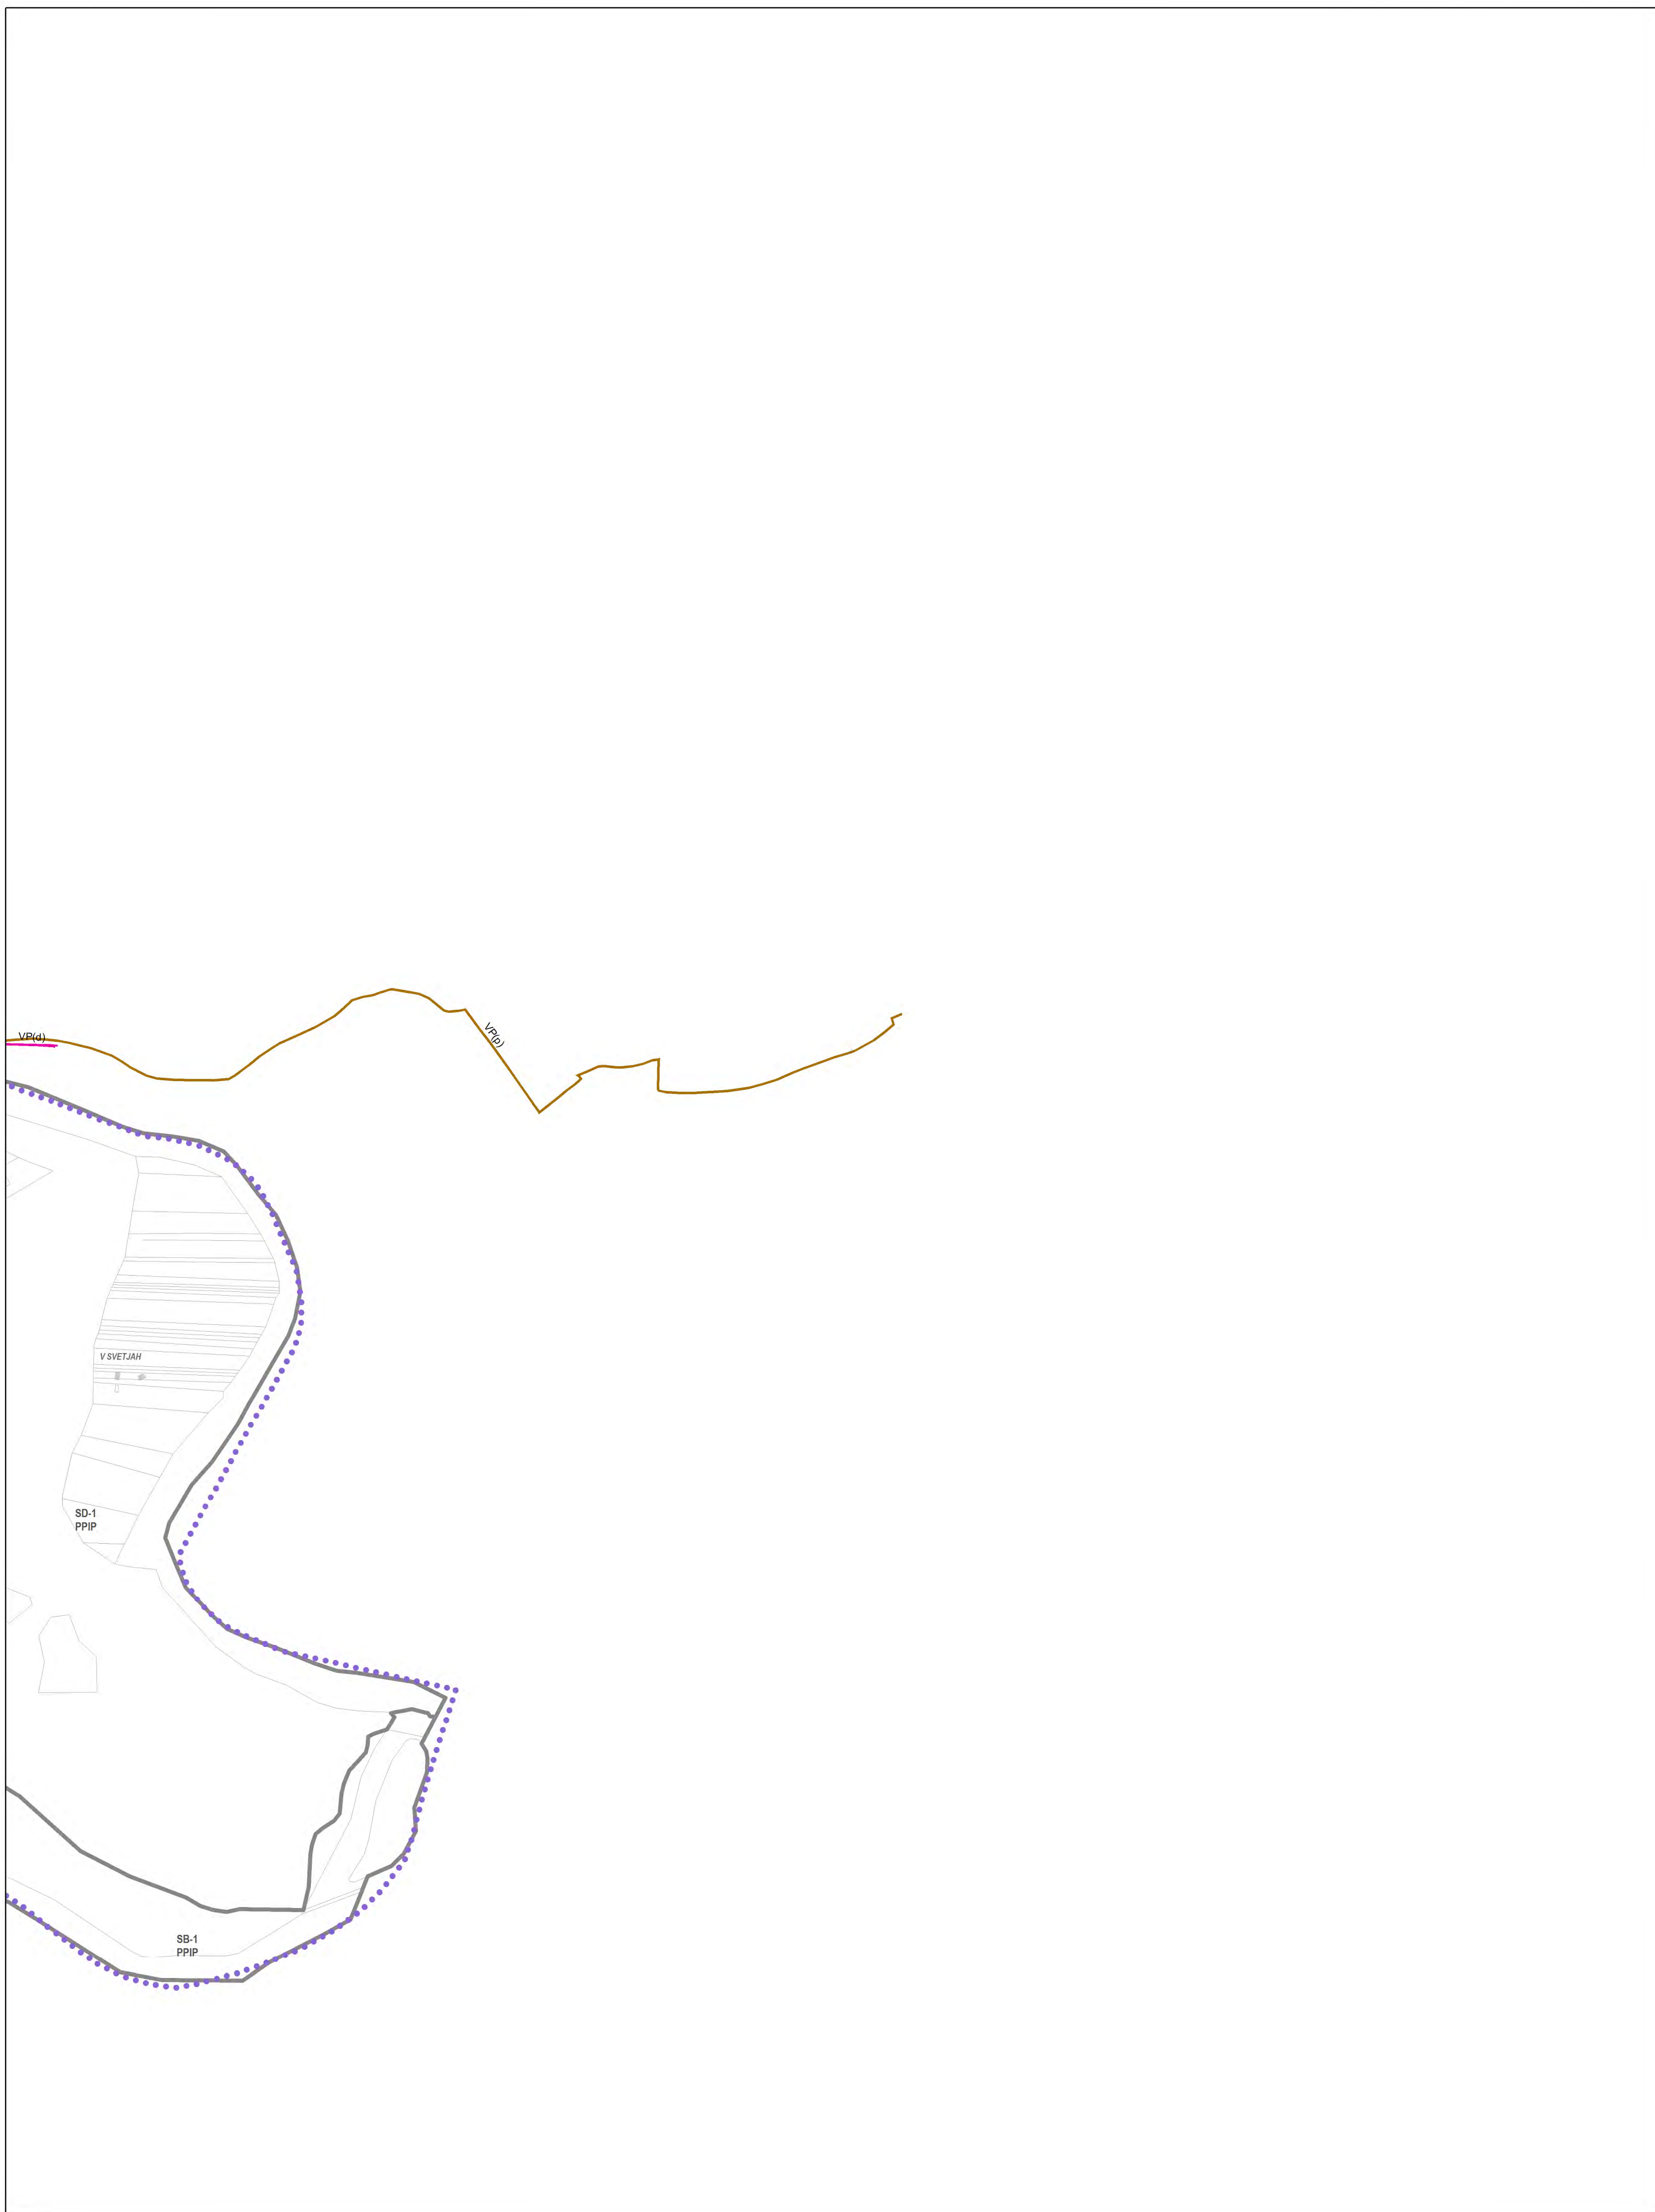 VP(d)
VP(p)
V SVETJAH
SD-1
PPIP
SB-1
PPIP